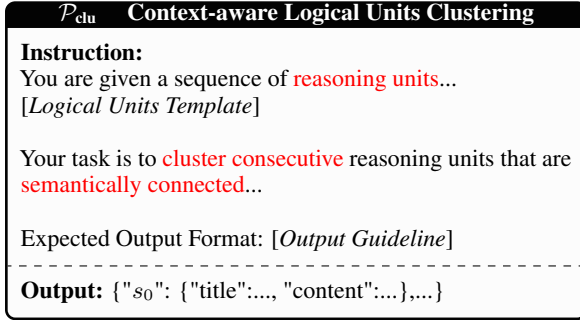 𝒫clu Context-aware Logical Units Clustering
Instruction:
You are given a sequence of reasoning units...
[Logical Units Template]
Your task is to cluster consecutive reasoning units that are
semantically connected...
Expected Output Format: [Output Guideline]
Output: {"s0": {"title":..., "content":...},...}